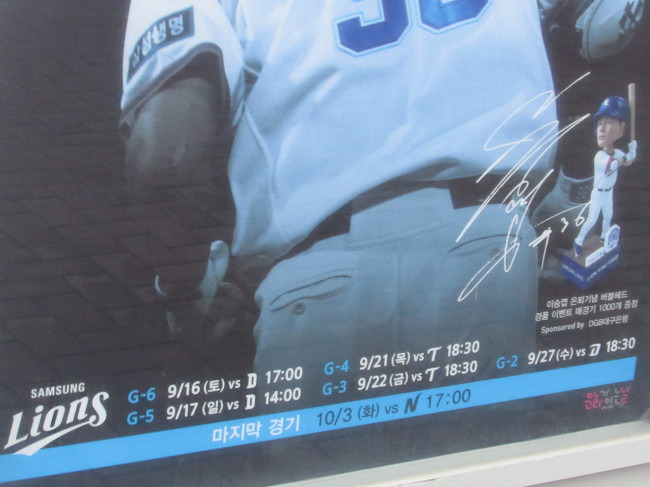 삼성생명
36
#36
이승엽 은퇴기념 버블헤드
경품 이벤트 매경기 1000개 증정
Sponsored by DGB대구은행
SAMSUNG
Lions
G-6 9/16 (토) vs D 17:00
G-5 9/17 (일) vs D 14:00
G-4 9/21 (목) vs T 18:30
G-3 9/22 (금) vs T 18:30
G-2 9/27 (수) vs D 18:30
마지막 경기 10/3 (화) vs N 17:00